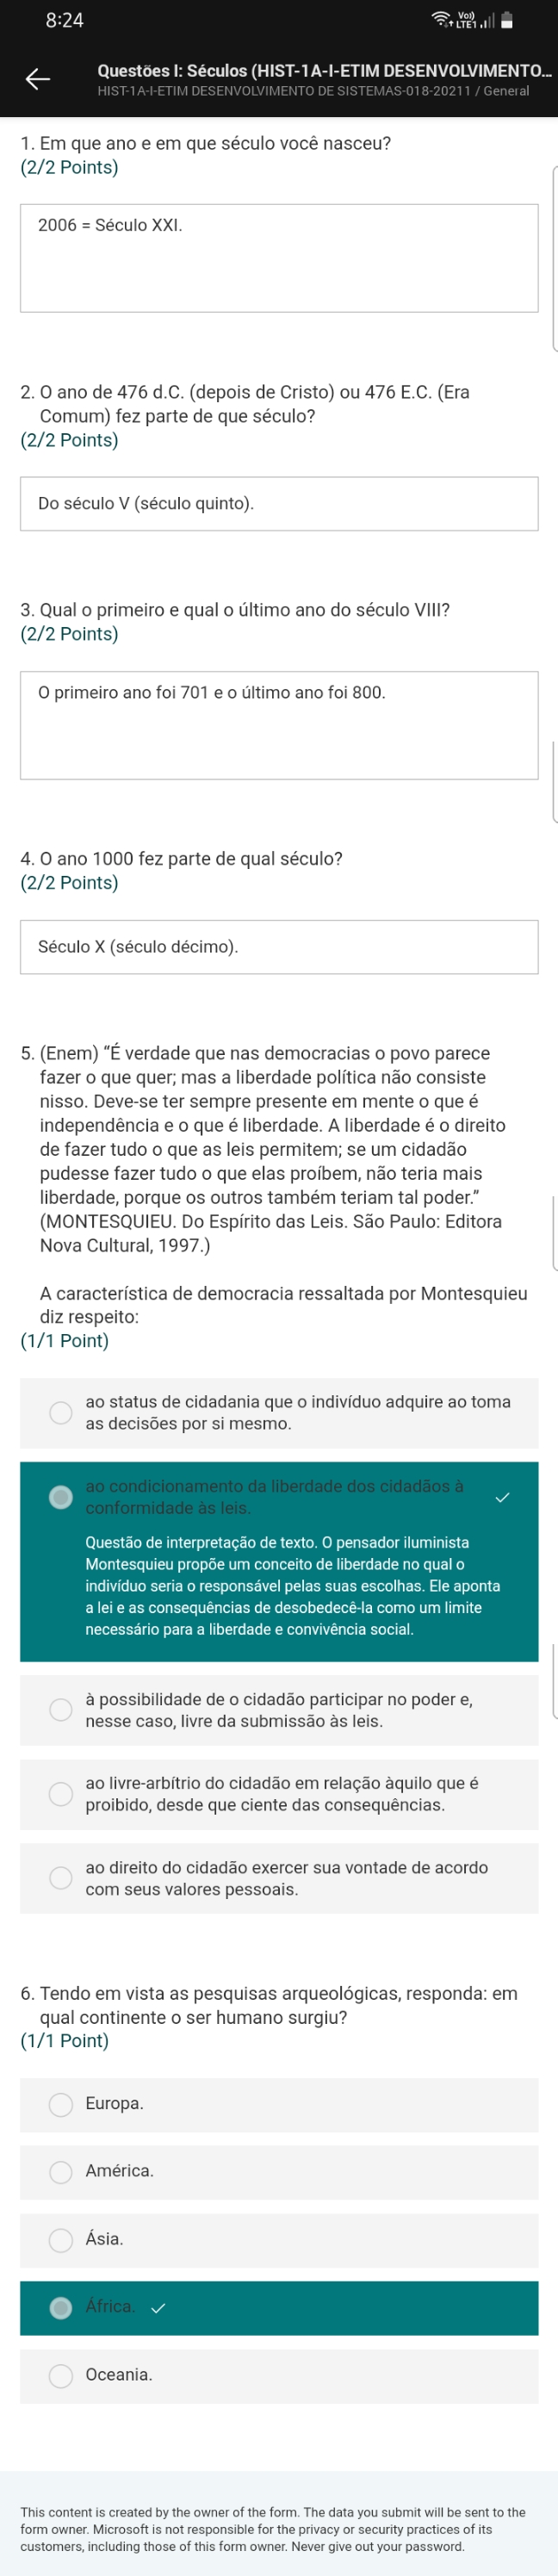 8:24
Vo)) LTE1
Questões I: Séculos (HIST-1A-I-ETIM DESENVOLVIMENTO...
HIST-1A-I-ETIM DESENVOLVIMENTO DE SISTEMAS-018-20211 / General
1. Em que ano e em que século você nasceu?
(2/2 Points)
2006 = Século XXI.
2. O ano de 476 d.C. (depois de Cristo) ou 476 E.C. (Era
Comum) fez parte de que século?
(2/2 Points)
Do século V (século quinto).
3. Qual o primeiro e qual o último ano do século VIII?
(2/2 Points)
O primeiro ano foi 701 e o último ano foi 800.
4. O ano 1000 fez parte de qual século?
(2/2 Points)
Século X (século décimo).
5. (Enem) “É verdade que nas democracias o povo parece
fazer o que quer; mas a liberdade política não consiste
nisso. Deve-se ter sempre presente em mente o que é
independência e o que é liberdade. A liberdade é o direito
de fazer tudo o que as leis permitem; se um cidadão
pudesse fazer tudo o que elas proíbem, não teria mais
liberdade, porque os outros também teriam tal poder.”
(MONTESQUIEU. Do Espírito das Leis. São Paulo: Editora
Nova Cultural, 1997.)
A característica de democracia ressaltada por Montesquieu
diz respeito:
(1/1 Point)
ao status de cidadania que o indivíduo adquire ao toma
as decisões por si mesmo.
ao condicionamento da liberdade dos cidadãos à
conformidade às leis.
Questão de interpretação de texto. O pensador iluminista
Montesquieu propõe um conceito de liberdade no qual o
indivíduo seria o responsável pelas suas escolhas. Ele aponta
a lei e as consequências de desobedecê-la como um limite
necessário para a liberdade e convivência social.
à possibilidade de o cidadão participar no poder e,
nesse caso, livre da submissão às leis.
ao livre-arbítrio do cidadão em relação àquilo que é
proibido, desde que ciente das consequências.
ao direito do cidadão exercer sua vontade de acordo
com seus valores pessoais.
6. Tendo em vista as pesquisas arqueológicas, responda: em
qual continente o ser humano surgiu?
(1/1 Point)
Europa.
América.
Ásia.
África.
Oceania.
This content is created by the owner of the form. The data you submit will be sent to the
form owner. Microsoft is not responsible for the privacy or security practices of its
customers, including those of this form owner. Never give out your password.